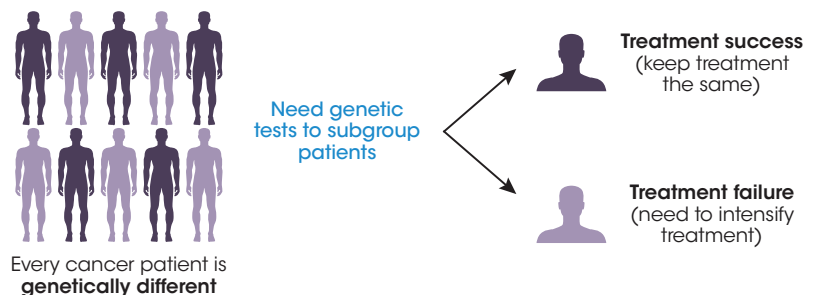 Every cancer patient is
genetically different
Need genetic
tests to subgroup
patients
Treatment success
(keep treatment
the same)
Treatment failure
(need to intensify
treatment)